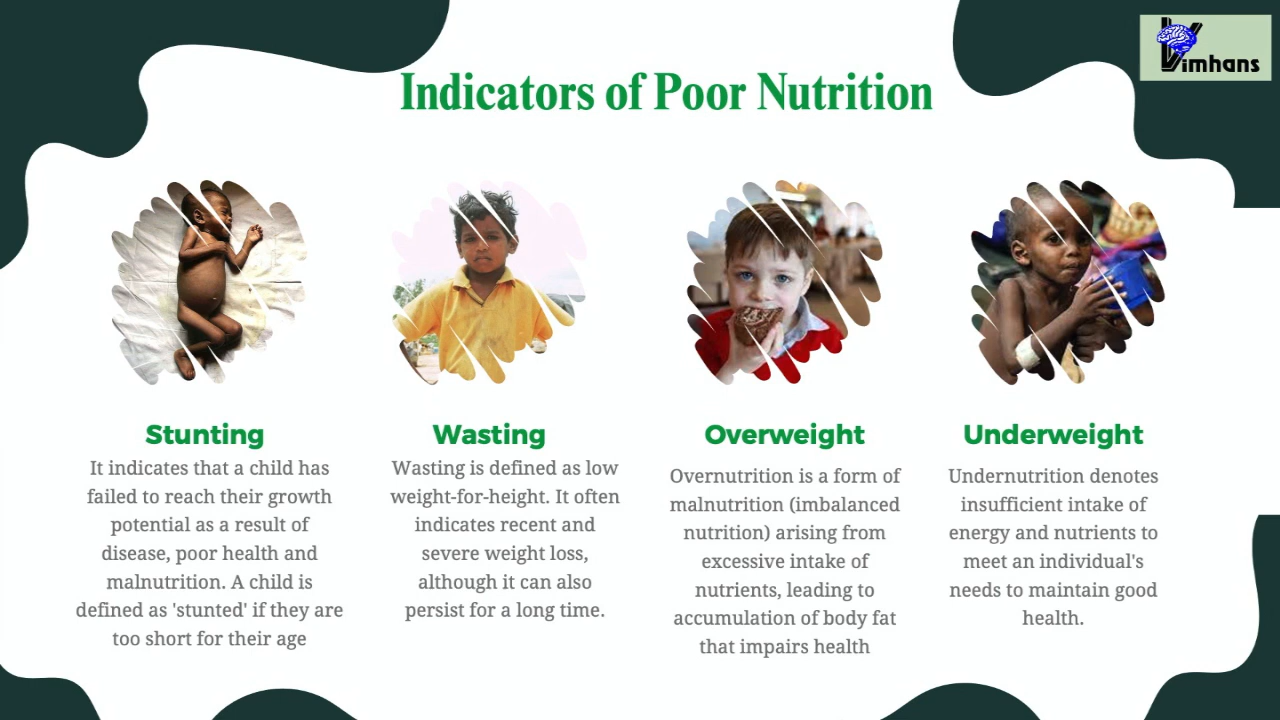 Vimhans
Indicators of Poor Nutrition
Stunting
It indicates that a child has
failed to reach their growth
potential as a result of
disease, poor health and
malnutrition. A child is
defined as 'stunted' if they are
too short for their age
Wasting
Wasting is defined as low
weight-for-height. It often
indicates recent and
severe weight loss,
although it can also
persist for a long time.
Overweight
Overnutrition is a form of
malnutrition (imbalanced
nutrition) arising from
excessive intake of
nutrients, leading to
accumulation of body fat
that impairs health
Underweight
Undernutrition denotes
insufficient intake of
energy and nutrients to
meet an individual's
needs to maintain good
health.